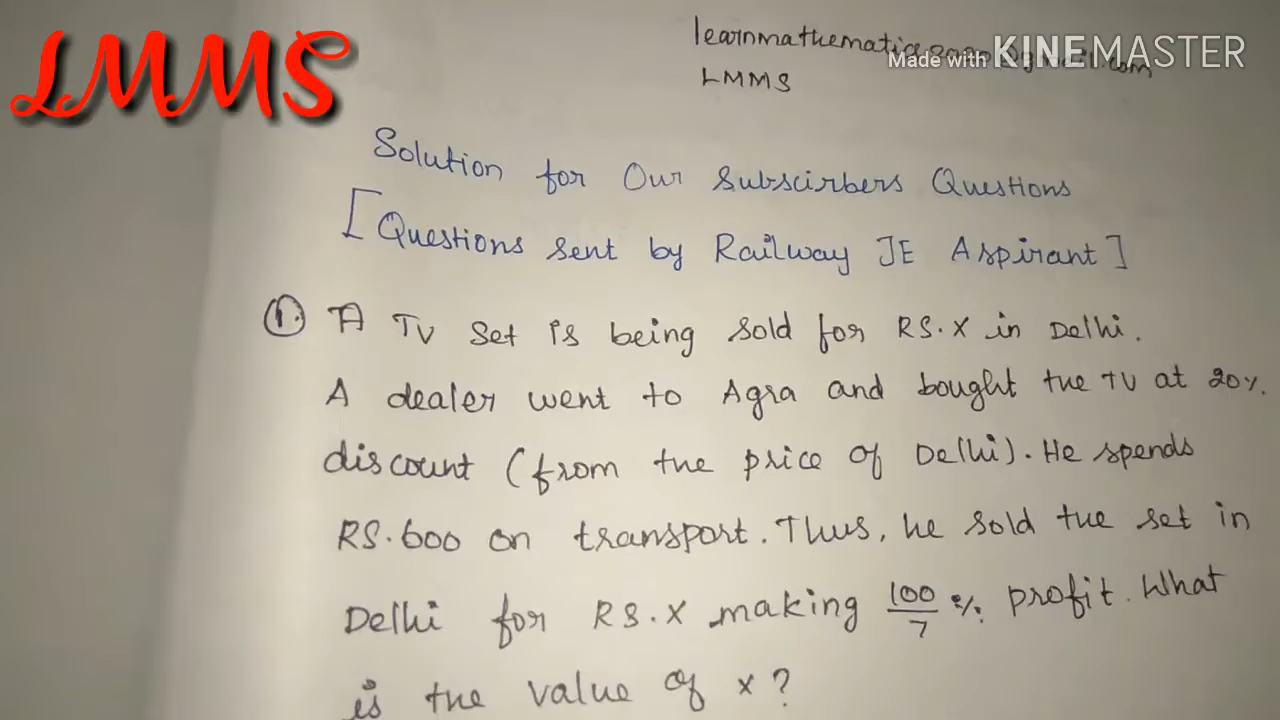 LMMS
learnmathematics
Made with KINEMASTER
LMMS
Solution for Our Subscirbers Questions
[Questions sent by Railway JE Aspirant]
1. A TV Set is being sold for RS.X in Delhi.
A dealer went to Agra and bought the TV at 20%.
discount (from the price of Delhi). He spends
RS.600 on transport. Thus, he sold the set in
Delhi for RS.X making 100/7 %. profit. What
is the value of x?